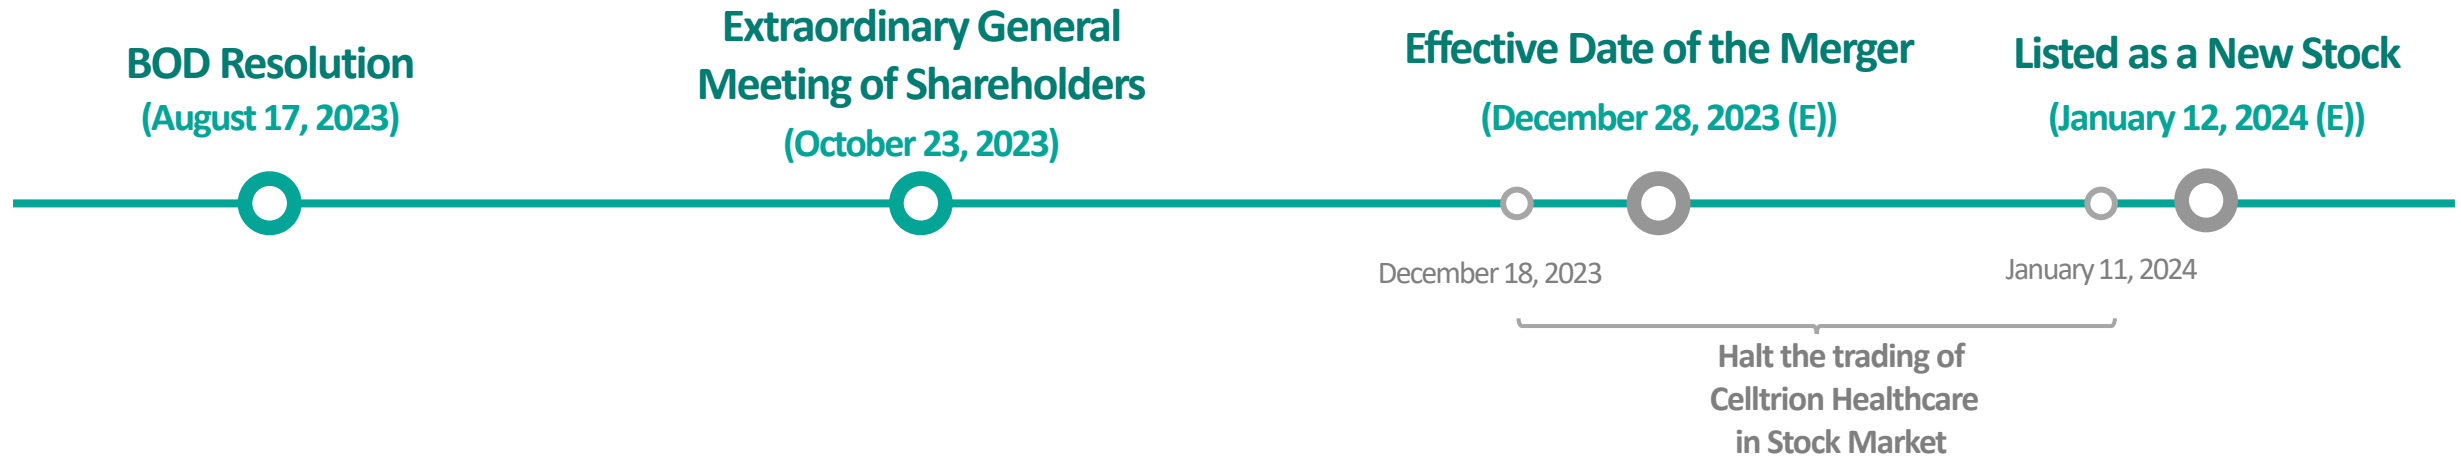 BOD Resolution
(August 17, 2023)
Extraordinary General
Meeting of Shareholders
(October 23, 2023)
Effective Date of the Merger
(December 28, 2023 (E))
Listed as a New Stock
(January 12, 2024 (E))
December 18, 2023
January 11, 2024
Halt the trading of
Celltrion Healthcare
in Stock Market